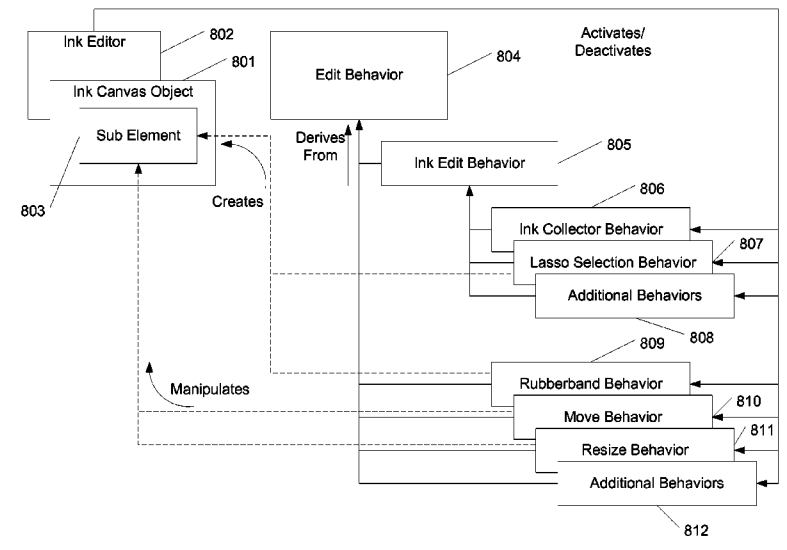 Ink Editor
802
801
Ink Canvas Object
Sub Element
803
Creates
Edit Behavior
804
Activates/
Deactivates
Derives
From
Ink Edit Behavior
805
806
Ink Collector Behavior
807
Lasso Selection Behavior
Additional Behaviors
808
809
Rubberband Behavior
810
Manipulates
Move Behavior
811
Resize Behavior
Additional Behaviors
812